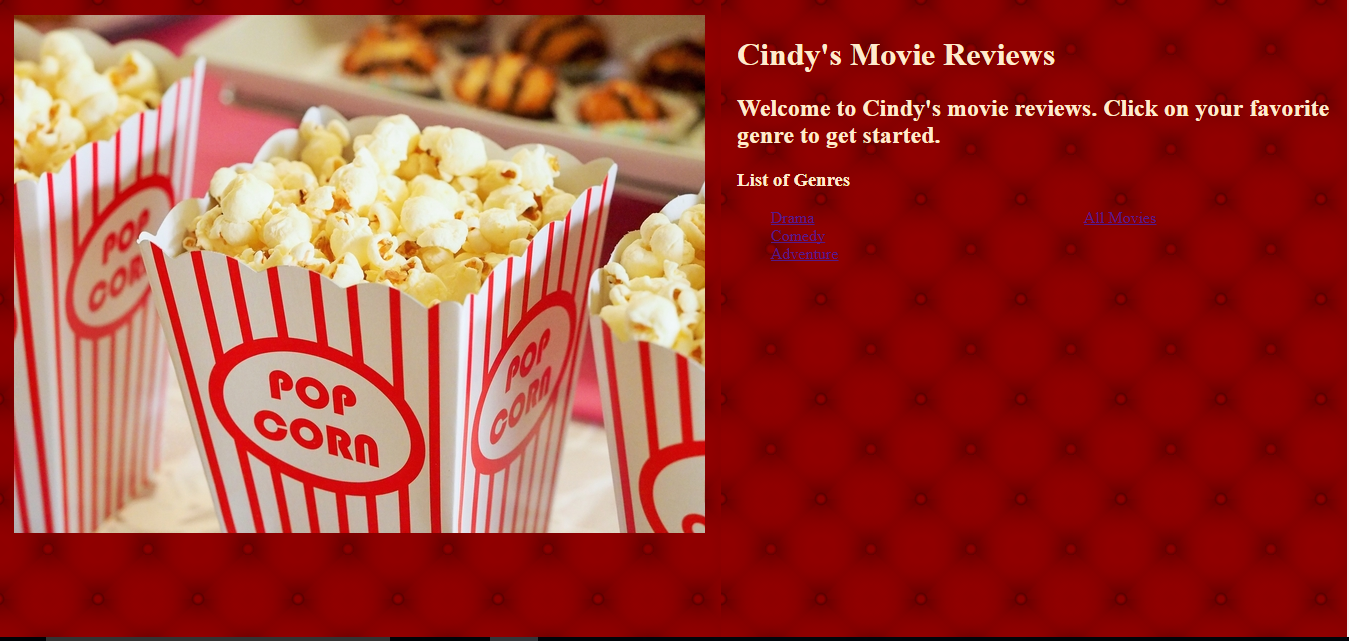 Cindy's Movie Reviews
Welcome to Cindy's movie reviews. Click on your favorite
genre to get started.
List of Genres
Drama
Comedy
Adventure
All Movies
POP
CORN
POP
CORN
POP
CORN